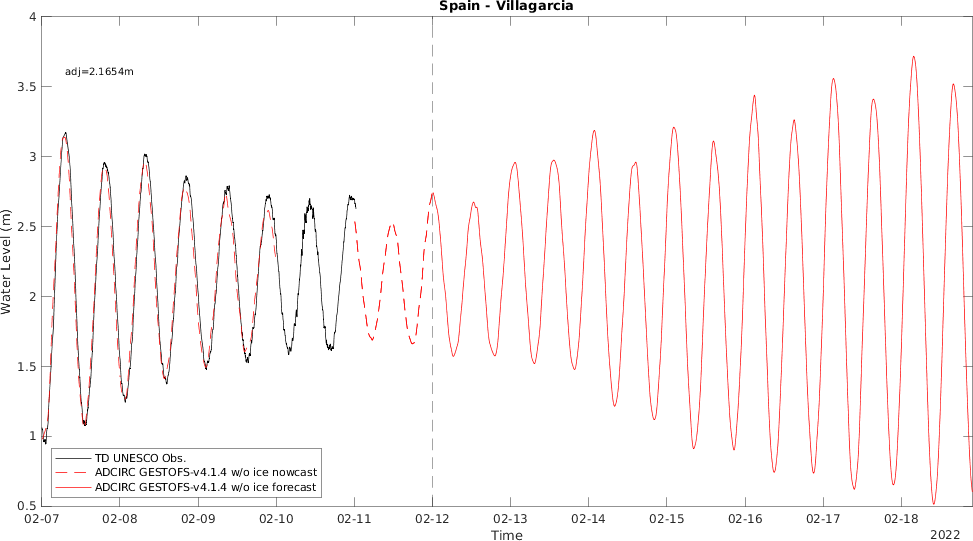 Spain - Villagarcia
adj=2.1654m
Water Level (m)
4
3.5
3
2.5
2
1.5
1
0.5
TD UNESCO Obs.
ADCIRC GESTOFS-v4.1.4 w/o ice nowcast
ADCIRC GESTOFS-v4.1.4 w/o ice forecast
02-07 02-08 02-09 02-10 02-11 02-12 02-13 02-14 02-15 02-16 02-17 02-18
Time
2022